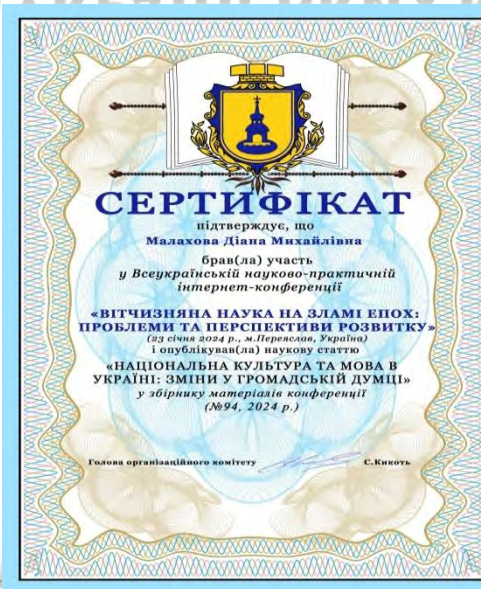 СЕРТИФІКАТ
підтверджує, що
Малахова Діана Михайлівна
брав(ла) участь
у Всеукраїнській науково-практичній
інтернет-конференції
«ВІТЧИЗНЯНА НАУКА НА ЗЛАМІ ЕПОХ:
ПРОБЛЕМИ ТА ПЕРСПЕКТИВИ РОЗВИТКУ»
(23 січня 2024 р., м.Переяслав, Україна)
і опублікував(ла) наукову статтю
«НАЦІОНАЛЬНА КУЛЬТУРА ТА МОВА В
УКРАЇНІ: ЗМІНИ У ГРОМАДСЬКІЙ ДУМЦІ»
у збірнику матеріалів конференції
(№94, 2024 р.)
Голова організаційного комітету С.Кикоть